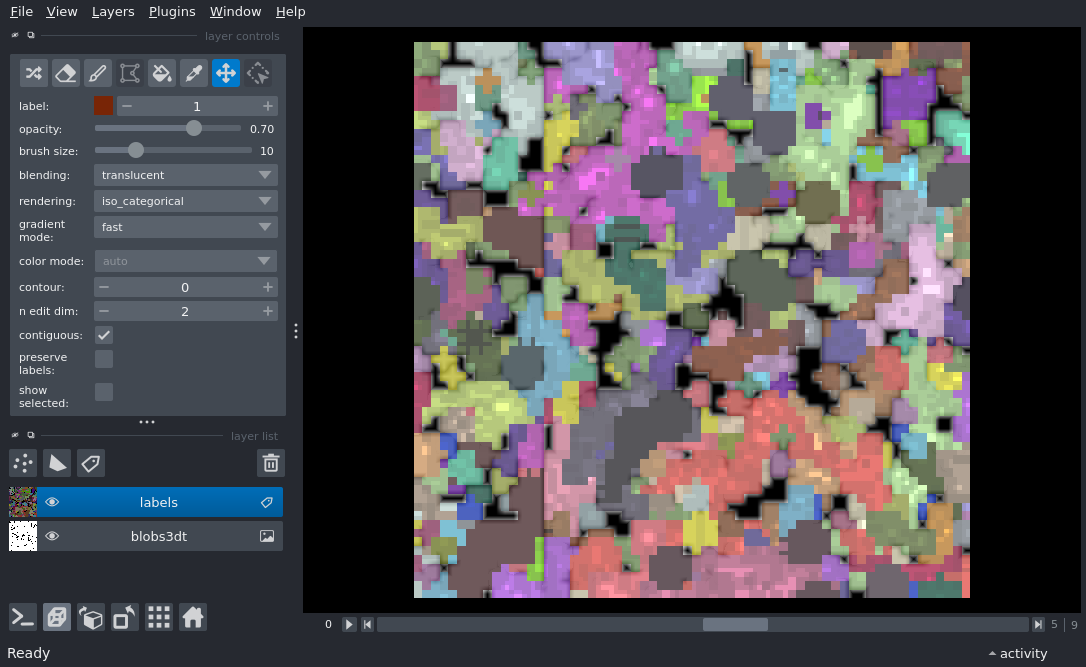 File View Layers Plugins Window Help
layer controls
label: 1
opacity: 0.70
brush size: 10
blending: translucent
rendering: iso_categorical
gradient
mode: fast
color mode: auto
contour: 0
n edit dim: 2
contiguous:
preserve
labels:
show
selected:
layer list
labels
blobs3dt
0 5 9
Ready activity